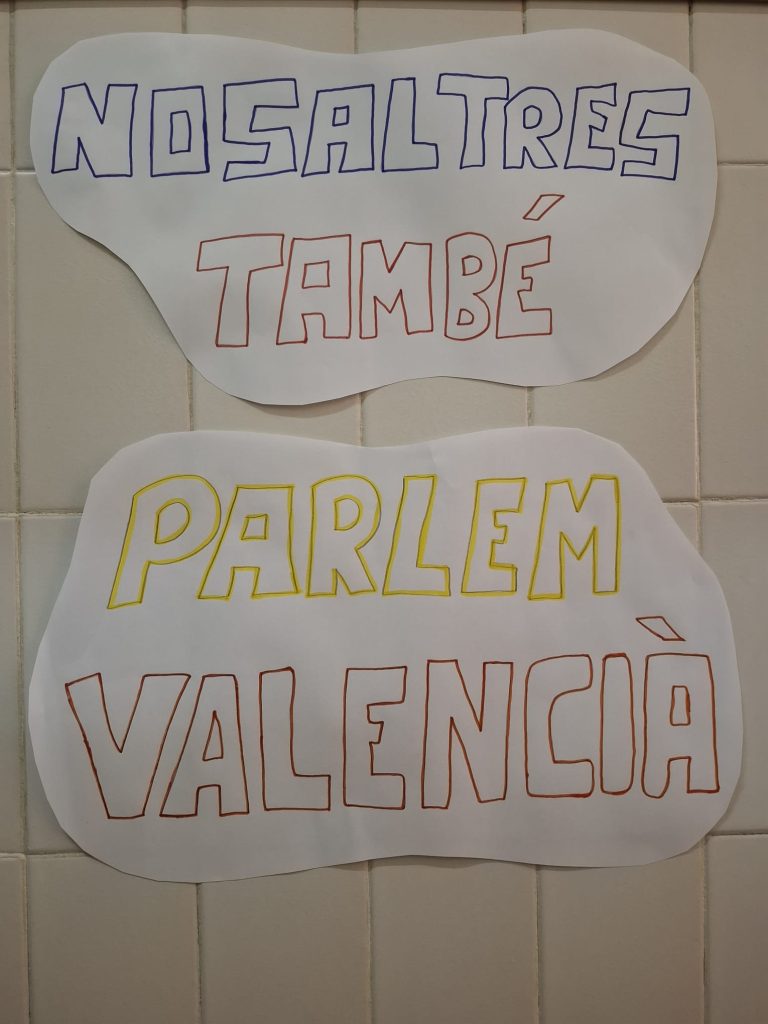 NOSALTRES
TAMBÉ
PARLEM
VALENCIÀ